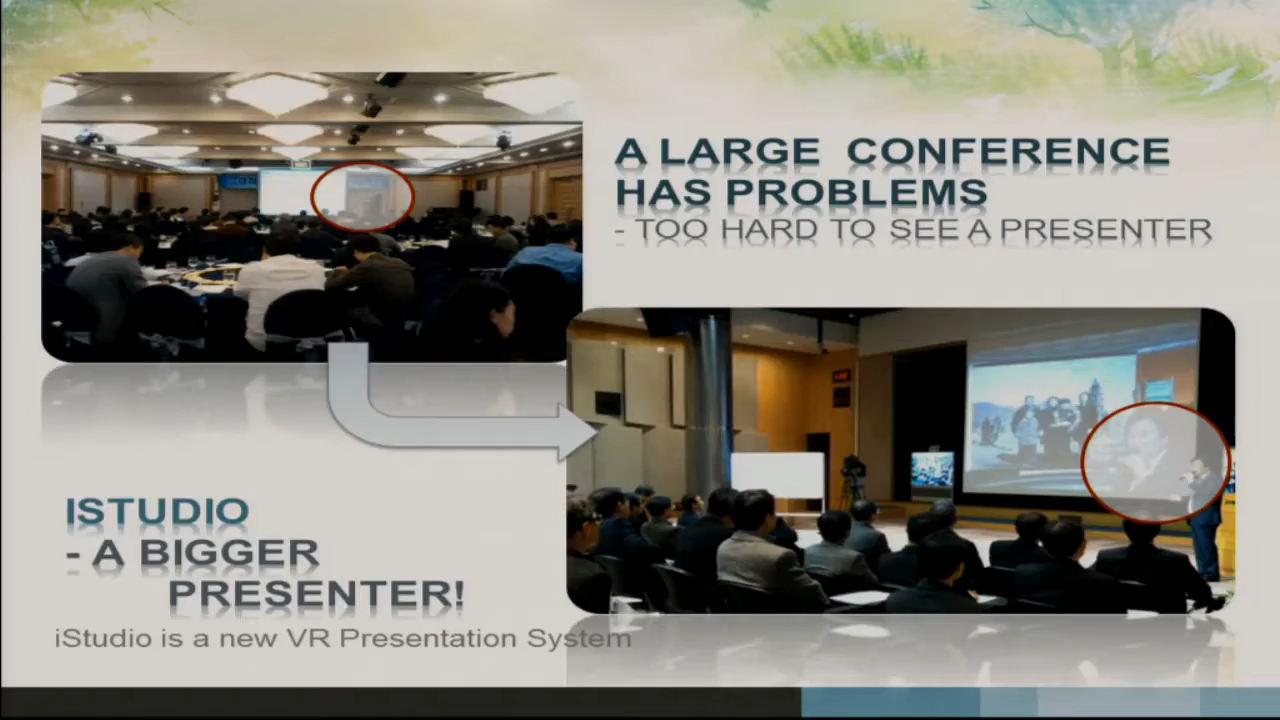 A LARGE CONFERENCE
HAS PROBLEMS
- TOO HARD TO SEE A PRESENTER
ISTUDIO
- A BIGGER
PRESENTER!
iStudio is a new VR Presentation System